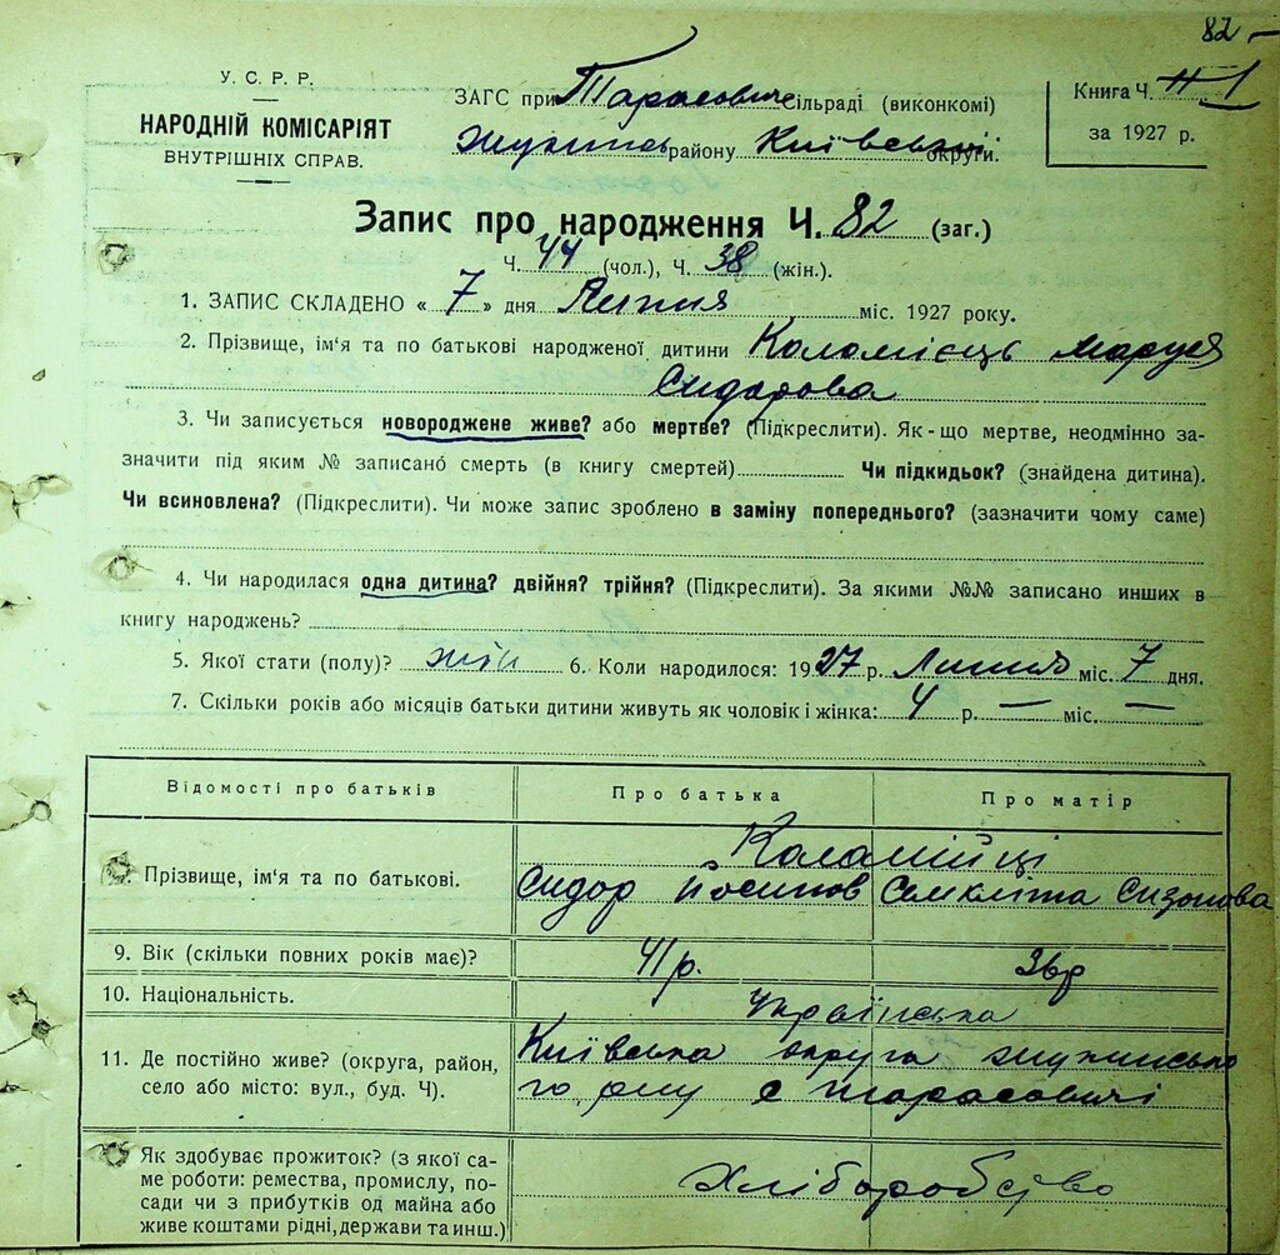 82 –
У. С. Р. Р.
НАРОДНІЙ КОМІСАРІЯТ
ВНУТРІШНІХ СПРАВ.
ЗАГС при Тарасовиче сільраді (виконкомі)
району Київської округи.
Книга Ч. 1
за 1927 р.
Запис про народження Ч. 82 (заг.)
Ч. 44 (чол.), Ч. 38 (жін.).
1. ЗАПИС СКЛАДЕНО « 7 » дня Липня міс. 1927 року.
2. Прізвище, ім'я та по батькові народженої дитини Коломієць Маруся
Сидорова
3. Чи записується новороджене живе? або мертве? (Підкреслити). Як-що мертве, неодмінно за-
значити під яким № записано смерть (в книгу смертей) Чи підкидьок? (знайдена дитина).
Чи всиновлена? (Підкреслити). Чи може запис зроблено в заміну попереднього? (зазначити чому саме)
4. Чи народилася одна дитина? двійня? трійня? (Підкреслити). За якими №№ записано инших в
книгу народжень?
5. Якої стати (полу)? жін 6. Коли народилося: 1927 р. Липня міс. 7 дня.
7. Скільки років або місяців батьки дитини живуть як чоловік і жінка: 4 р. — міс. —
Відомості про батьків Про батька Про матір
Коломійці
Прізвище, ім'я та по батькові. Сидор Йосипов Сизонова
9. Вік (скільки повних років має)? 41 р. 36р
10. Національність. Українська
11. Де постійно живе? (округа, район, Київська округа жукинсько
село або місто: вул., буд. Ч). го, с Тарасовичі
Як здобуває прожиток? (з якої са-
ме роботи: ремества, промислу, по-
сади чи з прибутків од майна або Хліборобство
живе коштами рідні, держави та инш.)